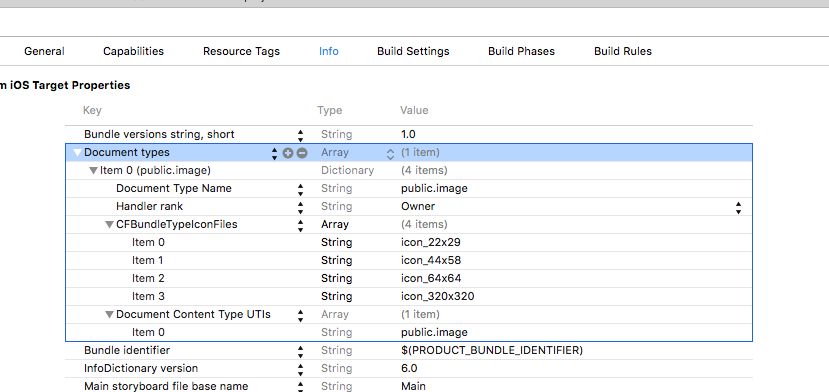 General Capabilities Resource Tags Info Build Settings Build Phases Build Rules
m iOS Target Properties
Key Type Value
Bundle versions string, short String 1.0
Document types Array (1 item)
Item 0 (public.image) Dictionary (4 items)
Document Type Name String public.image
Handler rank String Owner
CFBundleTypeIconFiles Array (4 items)
Item 0 String icon_22x29
Item 1 String icon_44x58
Item 2 String icon_64x64
Item 3 String icon_320x320
Document Content Type UTIs Array (1 item)
Item 0 String public.image
Bundle identifier String $(PRODUCT_BUNDLE_IDENTIFIER)
InfoDictionary version String 6.0
Main storyboard file base name String Main